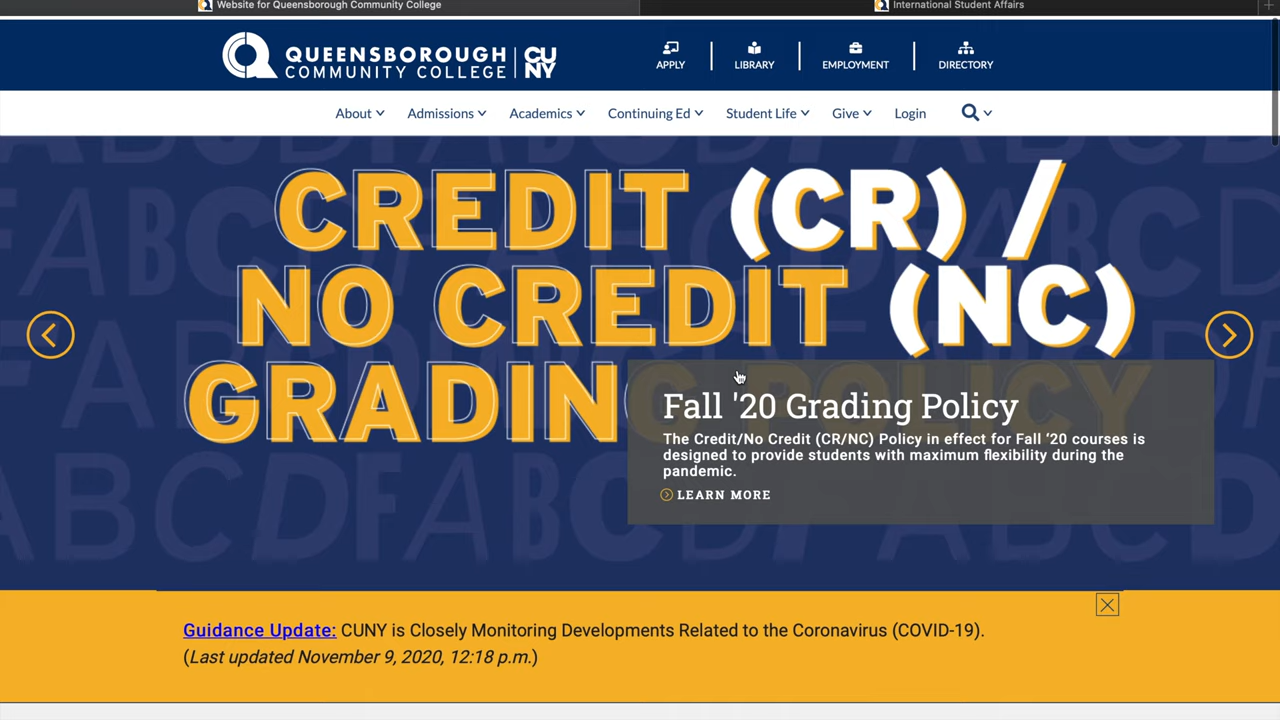 Website for Queensborough Community College
International Student Affairs
QUEENSBOROUGH
COMMUNITY COLLEGE
CU
NY
APPLY
LIBRARY
EMPLOYMENT
DIRECTORY
About
Admissions
Academics
Continuing Ed
Student Life
Give
Login
CREDIT (CR) /
NO CREDIT (NC)
GRADING POLICY
Fall '20 Grading Policy
The Credit/No Credit (CR/NC) Policy in effect for Fall ‘20 courses is
designed to provide students with maximum flexibility during the
pandemic.
LEARN MORE
Guidance Update: CUNY is Closely Monitoring Developments Related to the Coronavirus (COVID-19).
(Last updated November 9, 2020, 12:18 p.m.)